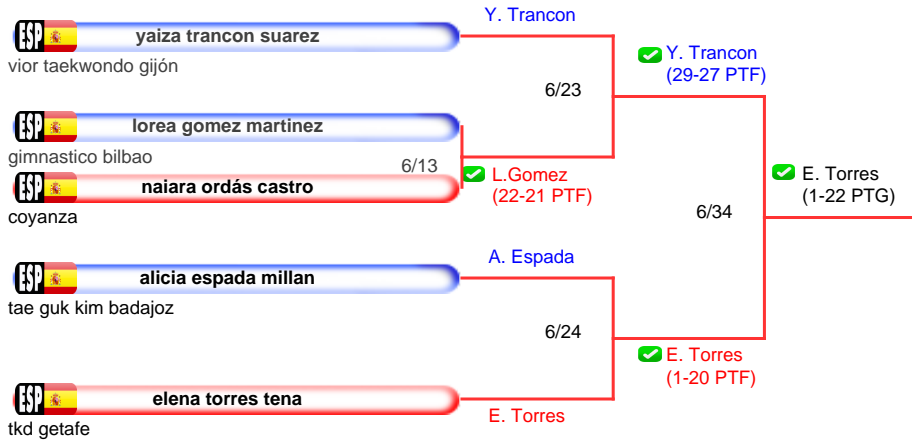 Y. Trancon
ESP yaiza trancon suarez
vior taekwondo gijón
Y. Trancon
(29-27 PTF)
6/23
ESP lorea gomez martinez
gimnastico bilbao
6/13
L.Gomez
(22-21 PTF)
ESP naiara ordás castro
coyanza
E. Torres
(1-22 PTG)
6/34
A. Espada
ESP alicia espada millan
tae guk kim badajoz
6/24
E. Torres
(1-20 PTF)
ESP elena torres tena
E. Torres
tkd getafe